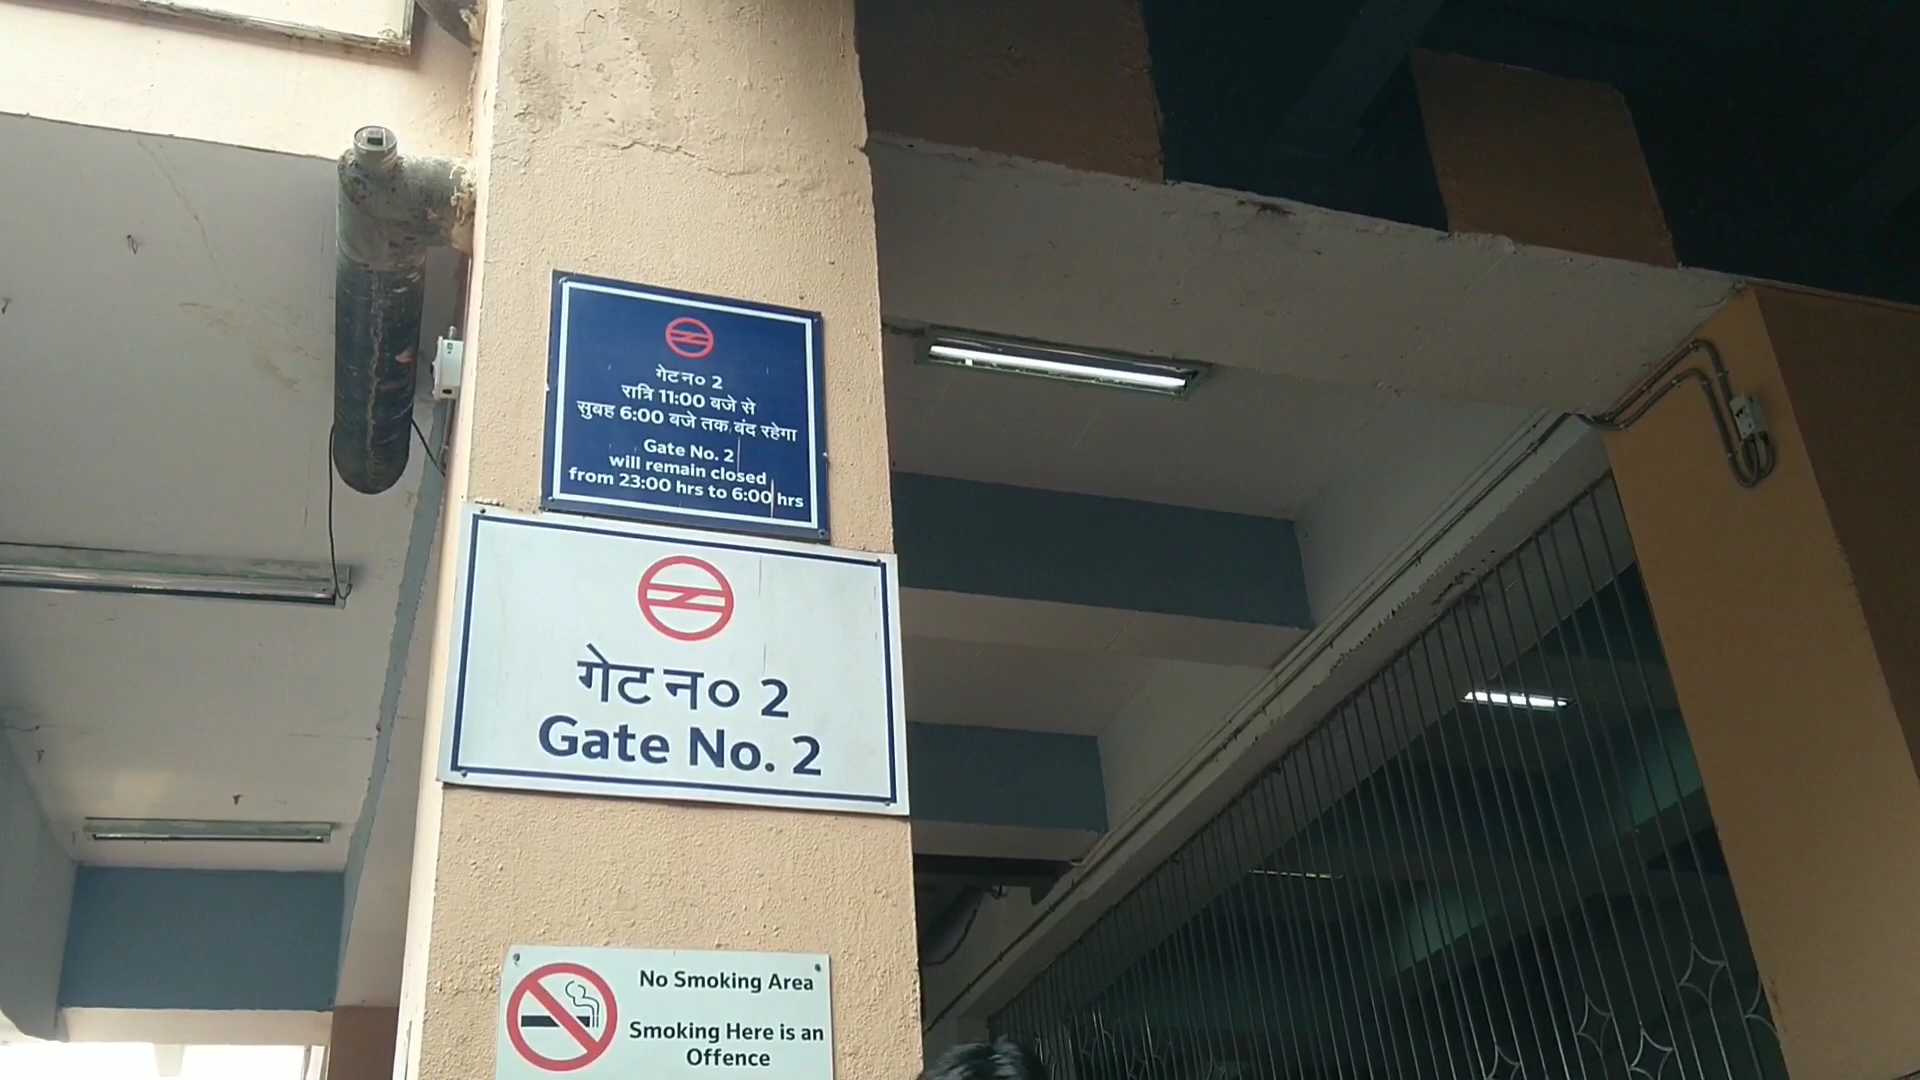 गेट न० 2
रात्रि 11:00 बजे से
सुबह 6:00 बजे तक बंद रहेगा
Gate No. 2
will remain closed
from 23:00 hrs to 6:00 hrs
गेट न० 2
Gate No. 2
No Smoking Area
Smoking Here is an
Offence